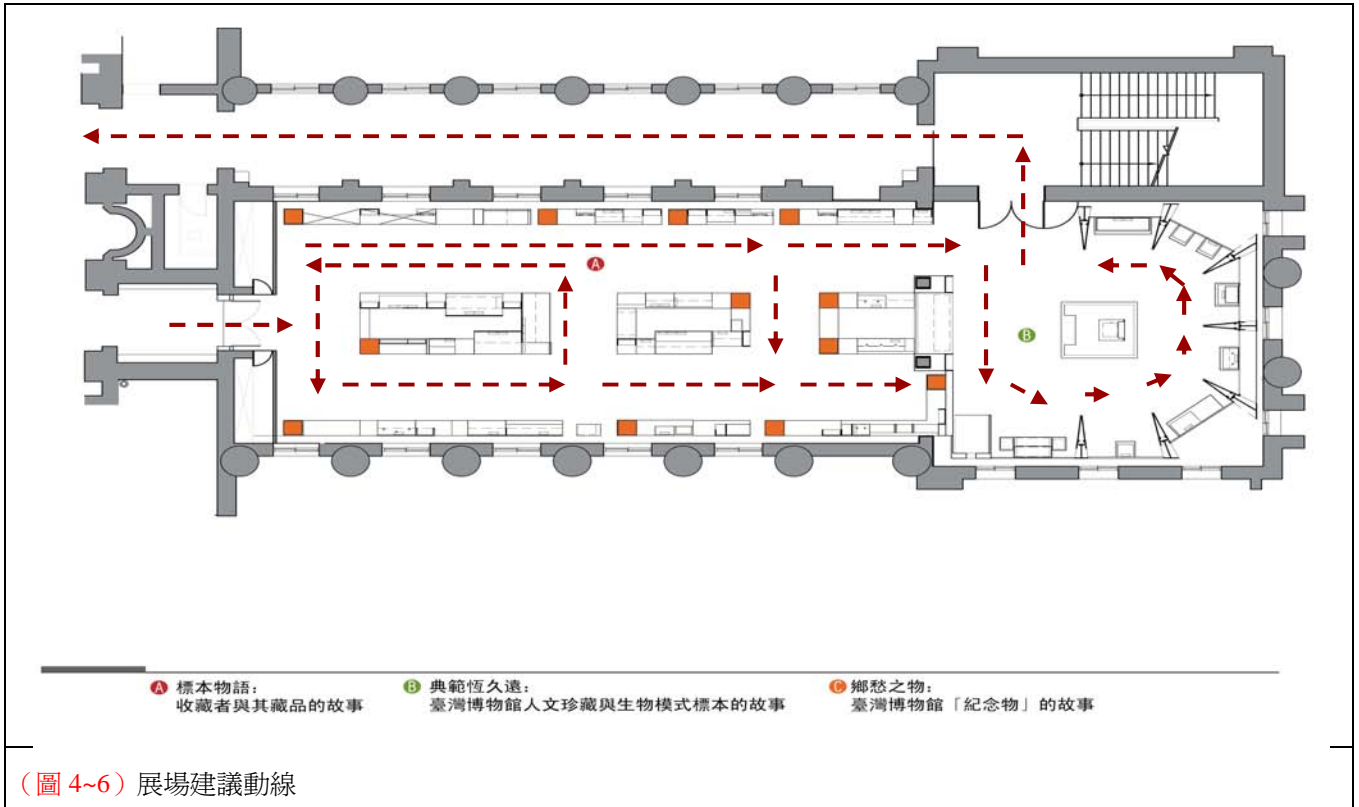 A
B
A 標本物語：
收藏者與其藏品的故事
B 典範恆久遠：
臺灣博物館人文珍藏與生物模式標本的故事
C 鄉愁之物：
臺灣博物館「紀念物」的故事
（圖 4~6）展場建議動線